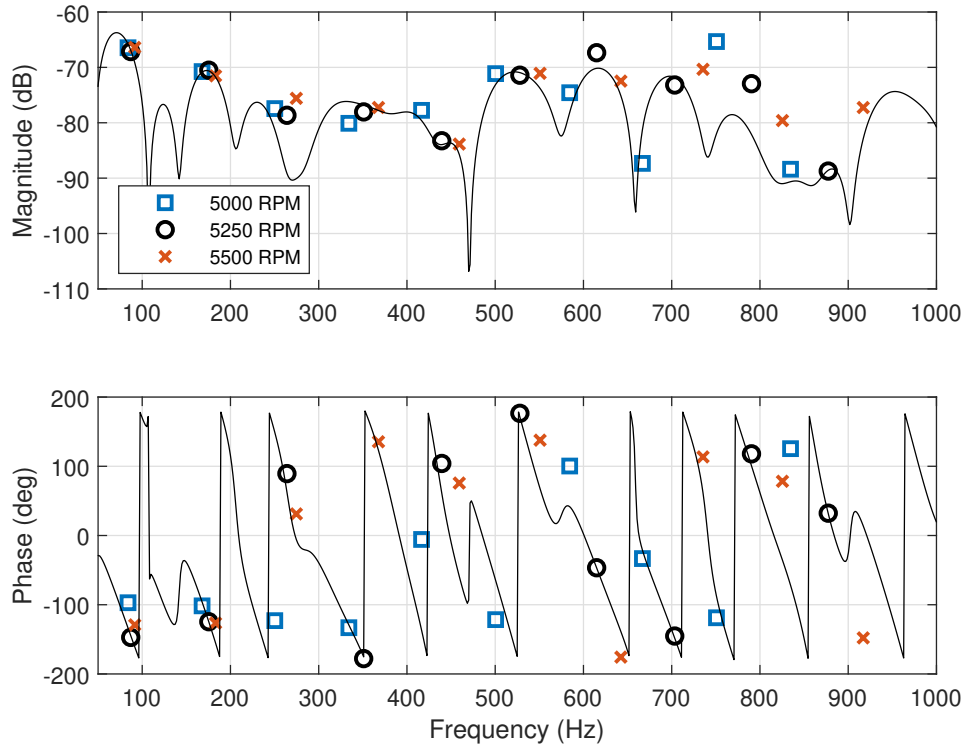 -60
-70
-80
-90
-100
-110
Magnitude (dB)
5000 RPM
5250 RPM
5500 RPM
100 200 300 400 500 600 700 800 900 1000
200
100
0
-100
-200
Phase (deg)
100 200 300 400 500 600 700 800 900 1000
Frequency (Hz)